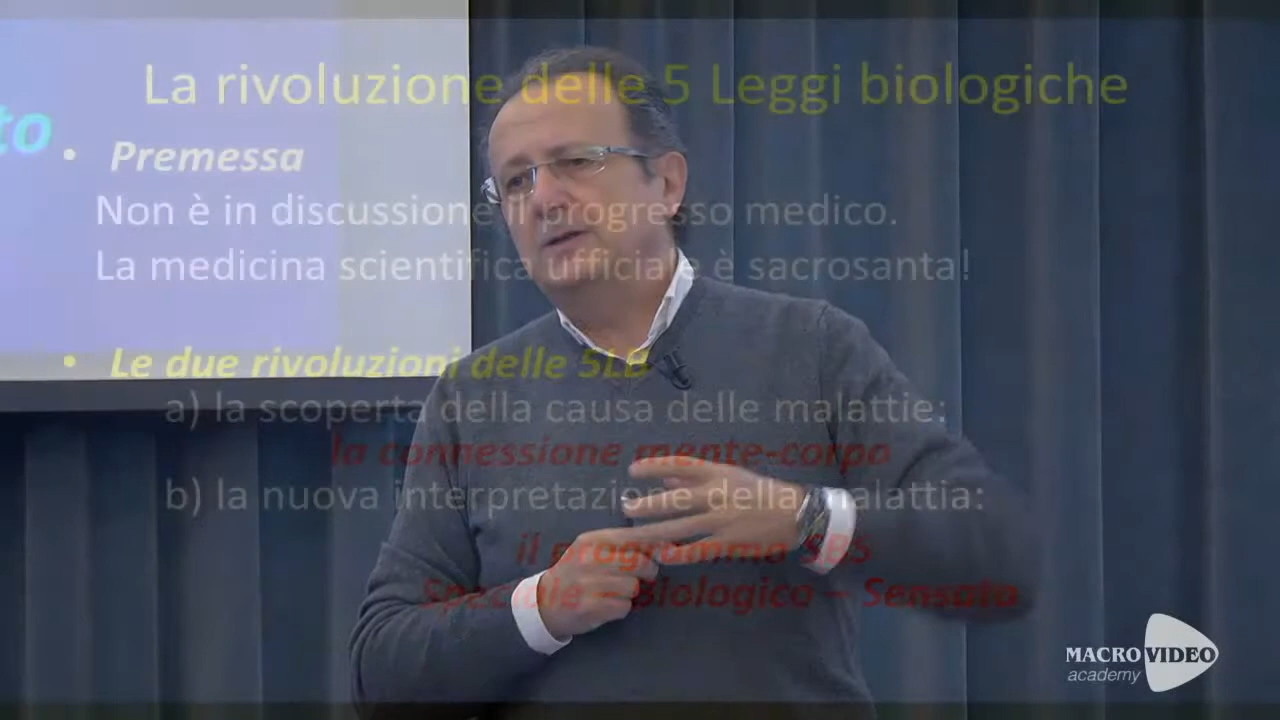 La rivoluzione delle 5 Leggi biologiche
to
• Premessa
Non è in discussione il progresso medico.
La medicina scientifica ufficiale è sacrosanta!
• Le due rivoluzioni delle 5LB
a) la scoperta della causa delle malattie:
la connessione mente-corpo
b) la nuova interpretazione della malattia:
il programma SBS
Speciale – Biologico – Sensato
MACRO VIDEO
academy